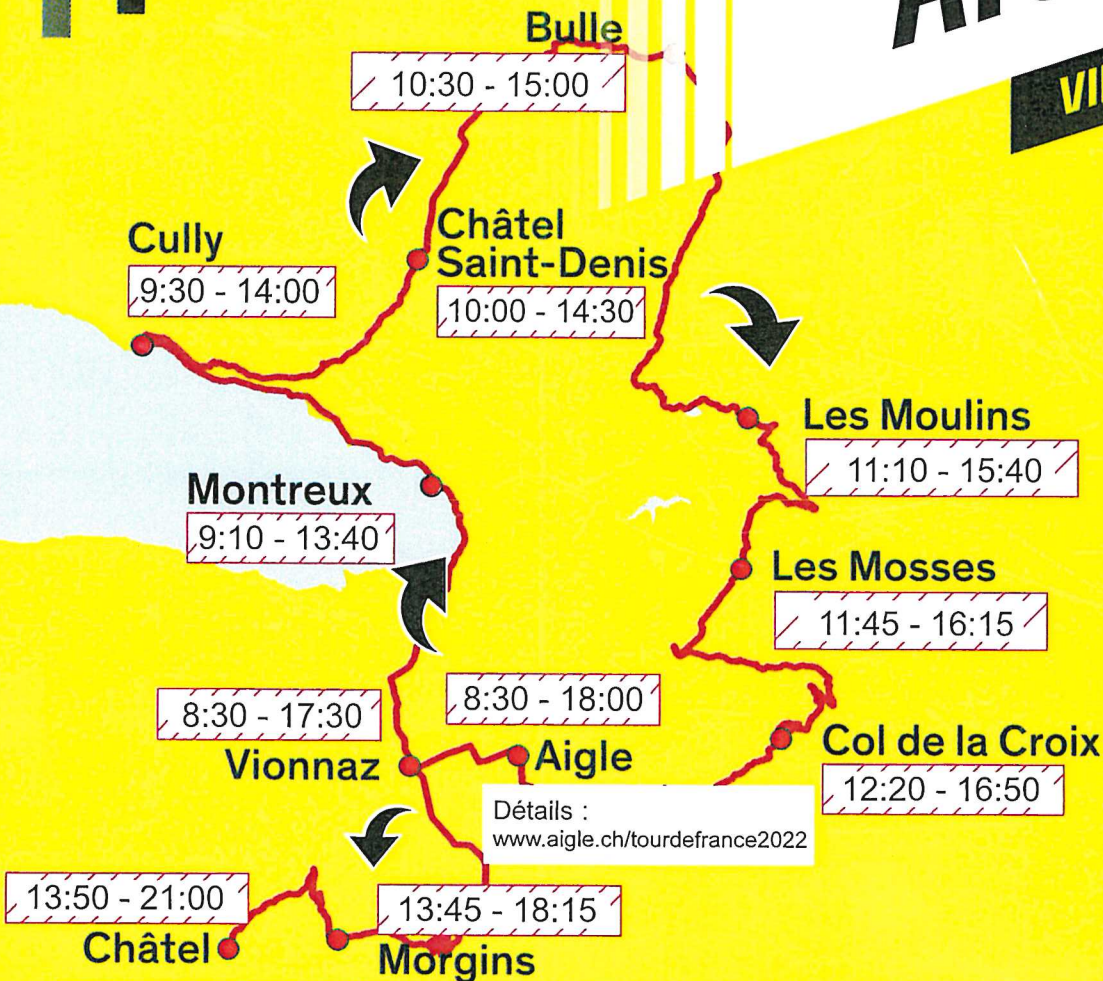 Bulle
10:30 - 15:00
Cully
9:30 - 14:00
Châtel
Saint-Denis
10:00 - 14:30
Les Moulins
11:10 - 15:40
Montreux
9:10 - 13:40
Les Mosses
11:45 - 16:15
8:30 - 17:30
Vionnaz
8:30 - 18:00
Aigle
Col de la Croix
12:20 - 16:50
Détails :
www.aigle.ch/tourdefrance2022
13:50 - 21:00
Châtel
13:45 - 18:15
Morgins